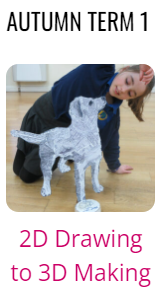 AUTUMN TERM 1
2D Drawing
to 3D Making